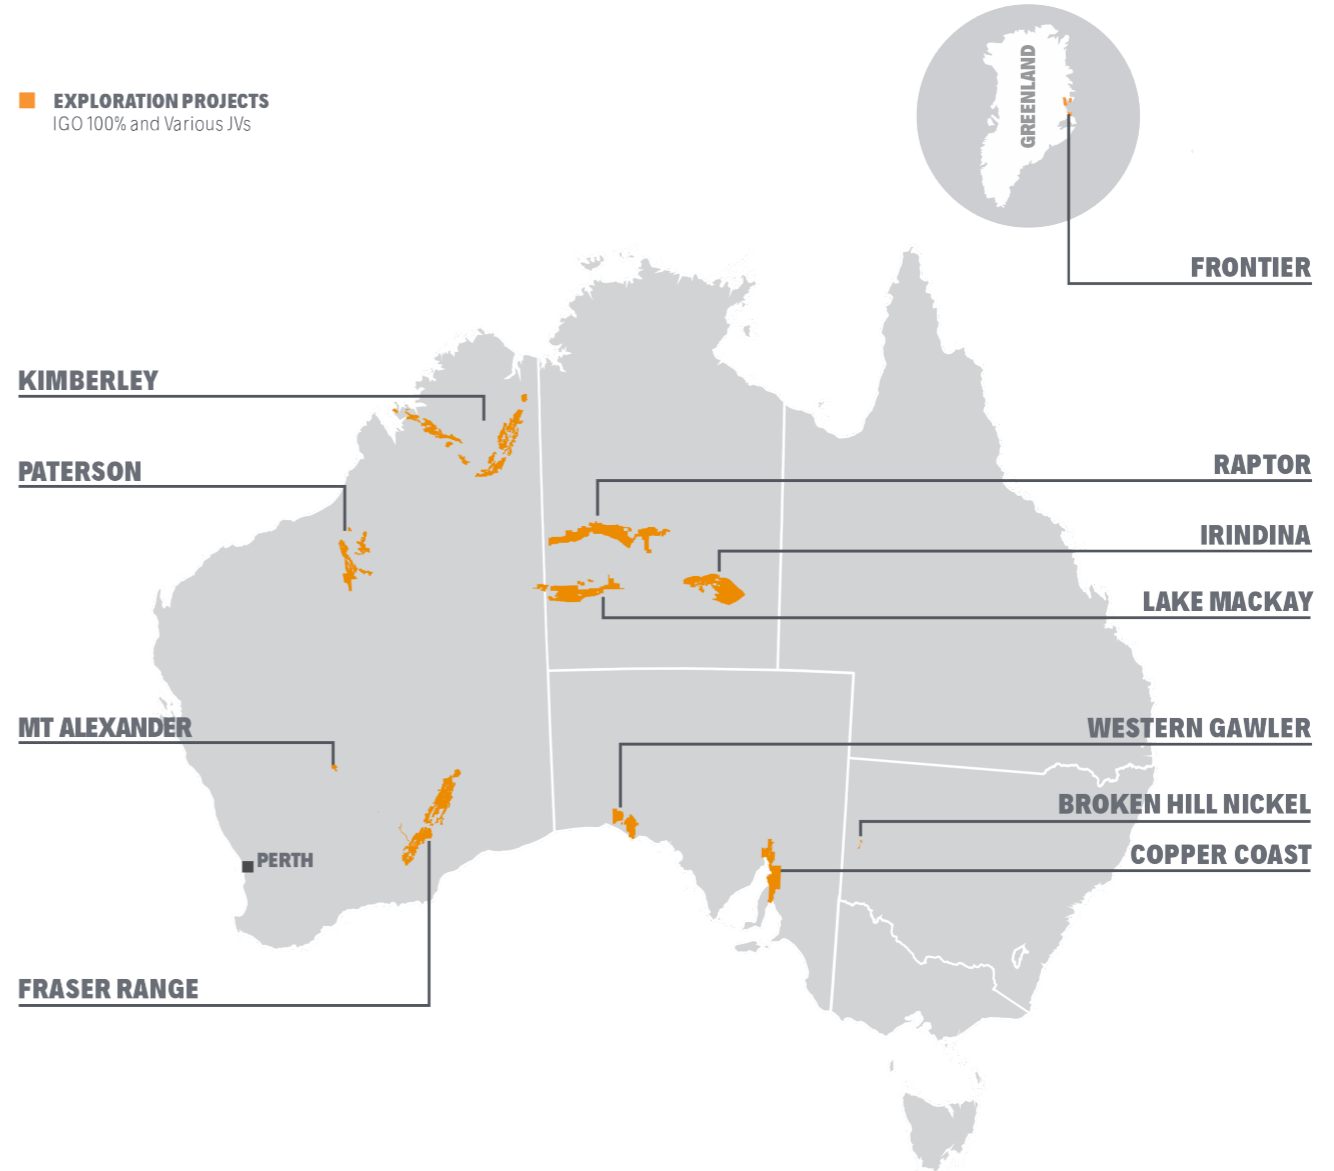 EXPLORATION PROJECTS
IGO 100% and Various JVs
GREENLAND
FRONTIER
KIMBERLEY
PATERSON
RAPTOR
IRINDINA
LAKE MACKAY
MT ALEXANDER
WESTERN GAWLER
BROKEN HILL NICKEL
COPPER COAST
PERTH
FRASER RANGE